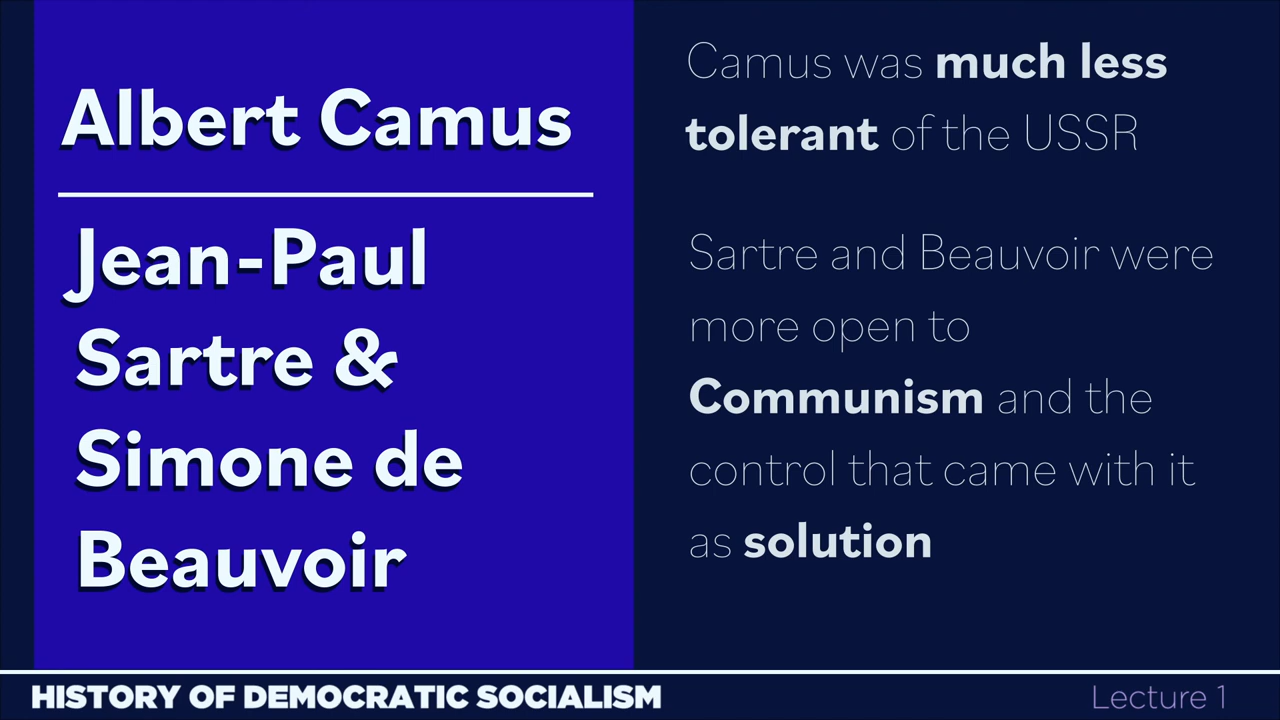 Albert Camus
Jean-Paul
Sartre &
Simone de
Beauvoir
Camus was much less
tolerant of the USSR
Sartre and Beauvoir were
more open to
Communism and the
control that came with it
as solution
HISTORY OF DEMOCRATIC SOCIALISM
Lecture 1